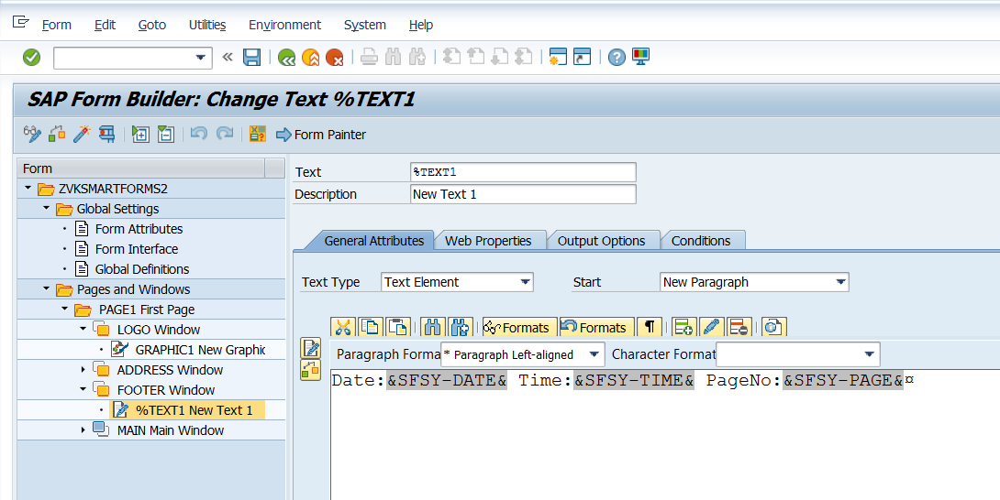 Form Edit Goto Utilities Environment System Help
SAP Form Builder: Change Text %TEXT1
Form Painter
Form
ZVKSMARTFORMS2
Global Settings
Form Attributes
Form Interface
Global Definitions
Pages and Windows
PAGE1 First Page
LOGO Window
GRAPHIC1 New Graphic
ADDRESS Window
FOOTER Window
%TEXT1 New Text 1
MAIN Main Window
Text %TEXT1
Description New Text 1
General Attributes Web Properties Output Options Conditions
Text Type Text Element Start New Paragraph
Formats Formats ¶
Paragraph Forma * Paragraph Left-aligned Character Format
Date:&SFSY-DATE& Time:&SFSY-TIME& PageNo:&SFSY-PAGE&¤